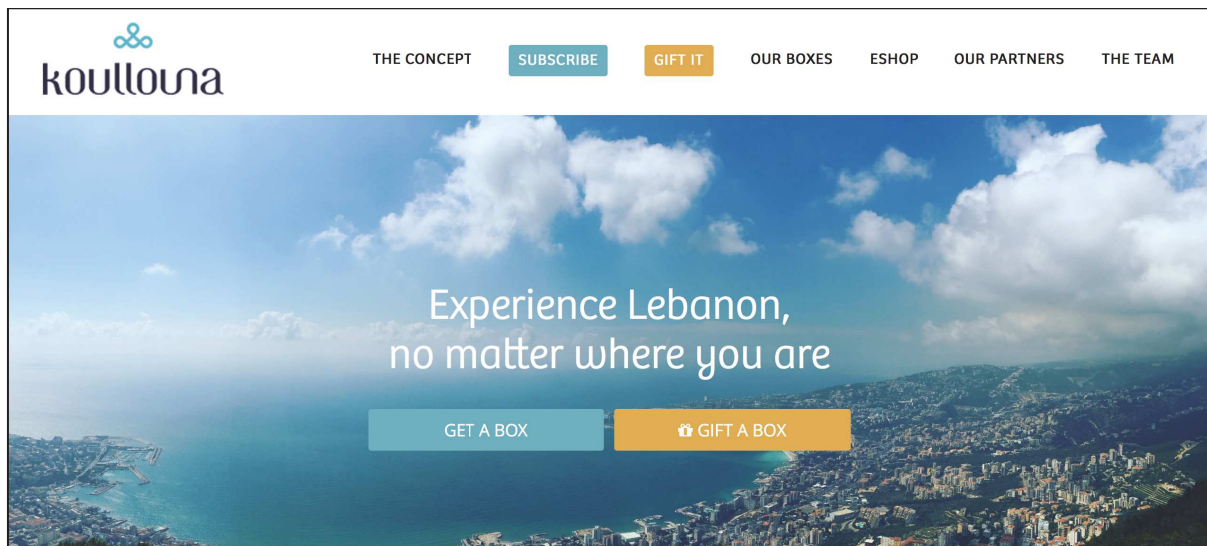 koullouna
THE CONCEPT
SUBSCRIBE
GIFT IT
OUR BOXES
ESHOP
OUR PARTNERS
THE TEAM
Experience Lebanon,
no matter where you are
GET A BOX
GIFT A BOX